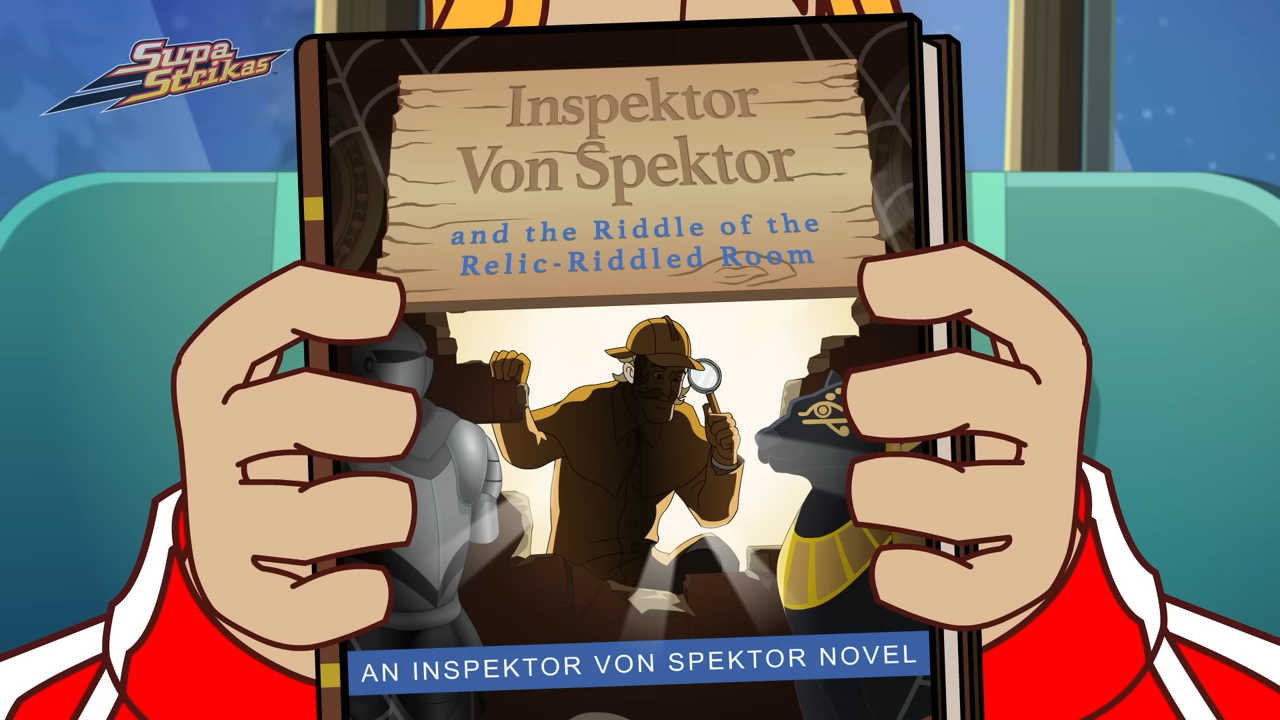 Supa
Strikas
Inspektor
Von Spektor
and the Riddle of the
Relic-Riddled Room
AN INSPEKTOR VON SPEKTOR NOVEL